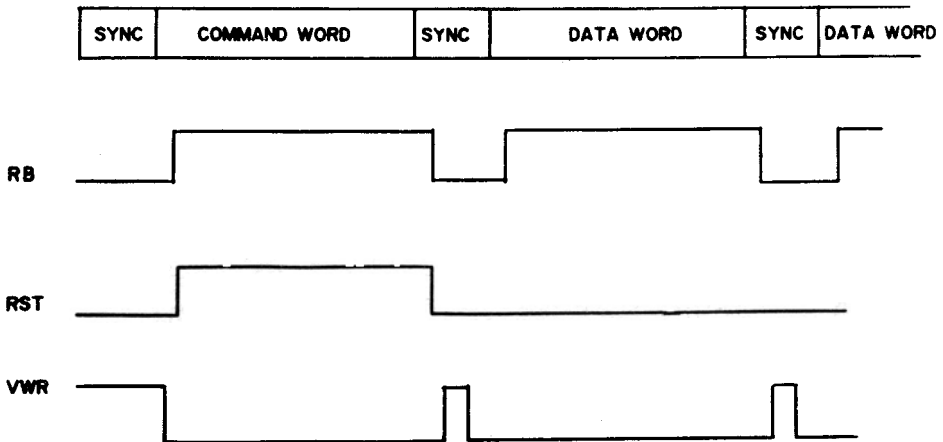 SYNC COMMAND WORD SYNC DATA WORD SYNC DATA WORD
RB
RST
VWR